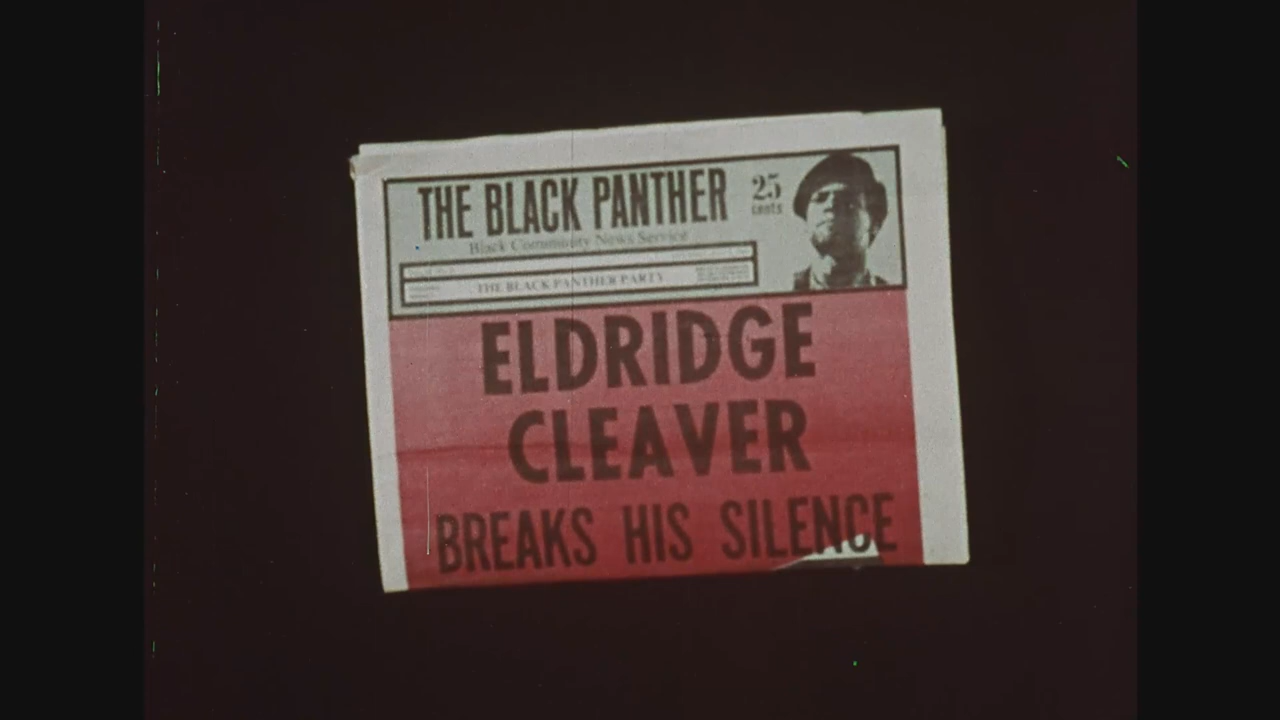 THE BLACK PANTHER
25
cents
Black Community News Service
THE BLACK PANTHER PARTY
ELDRIDGE
CLEAVER
BREAKS HIS SILENCE